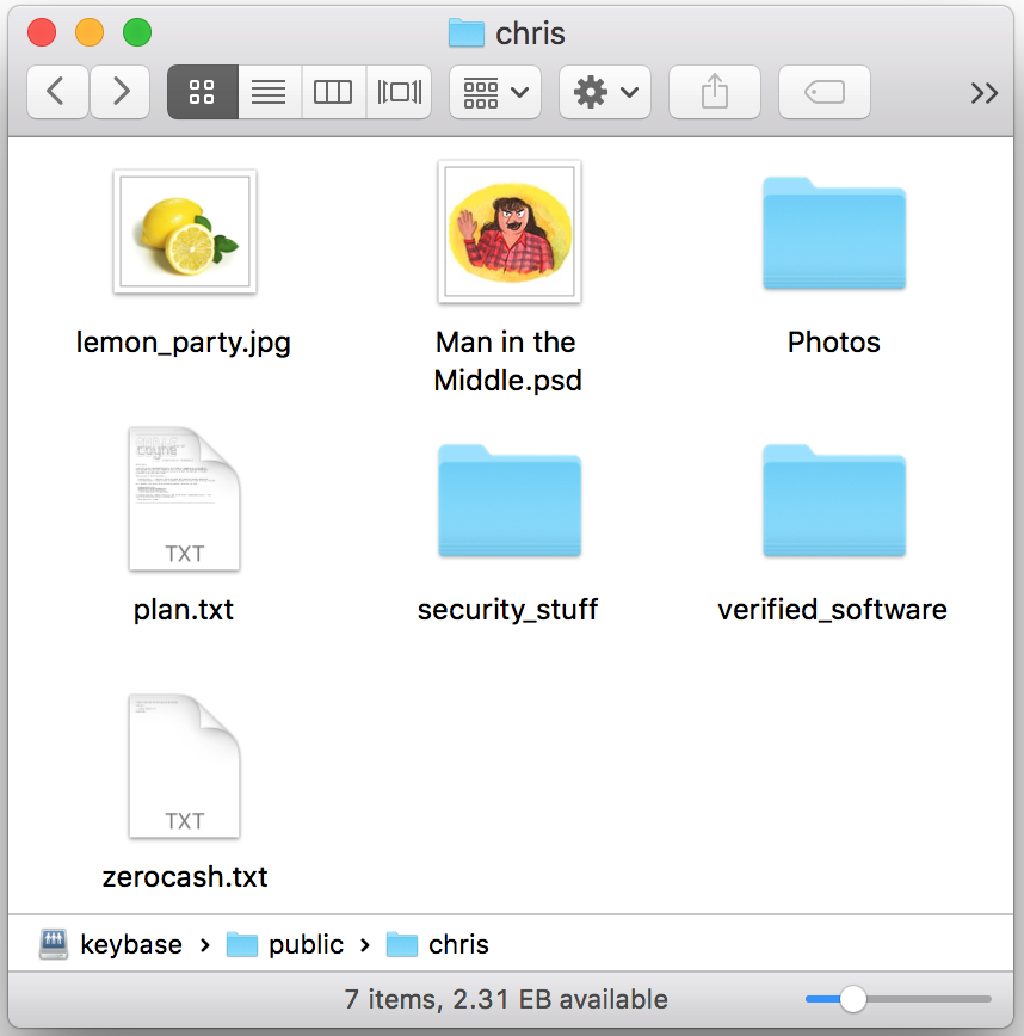 chris
lemon_party.jpg
Man in the
Middle.psd
Photos
TXT
plan.txt
security_stuff
verified_software
TXT
zerocash.txt
keybase › public › chris
7 items, 2.31 EB available